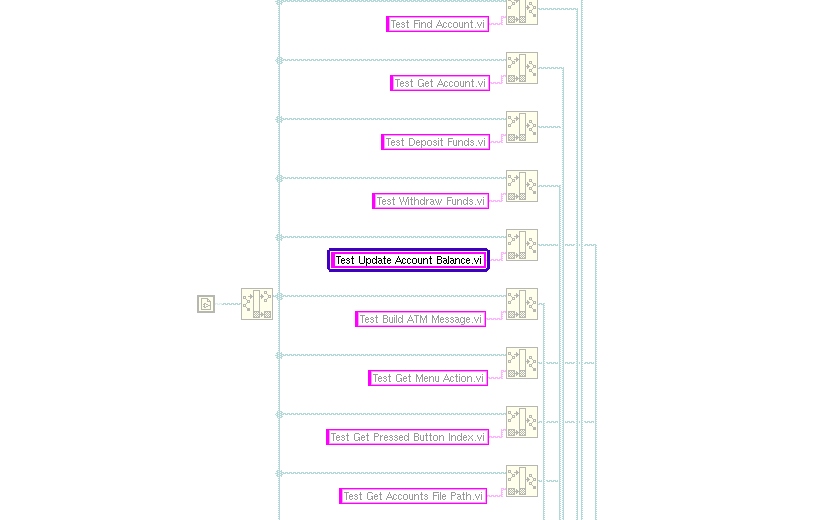 Test Find Account.vi
Test Get Account.vi
Test Deposit Funds.vi
Test Withdraw Funds.vi
Test Update Account Balance.vi
Test Build ATM Message.vi
Test Get Menu Action.vi
Test Get Pressed Button Index.vi
Test Get Accounts File Path.vi